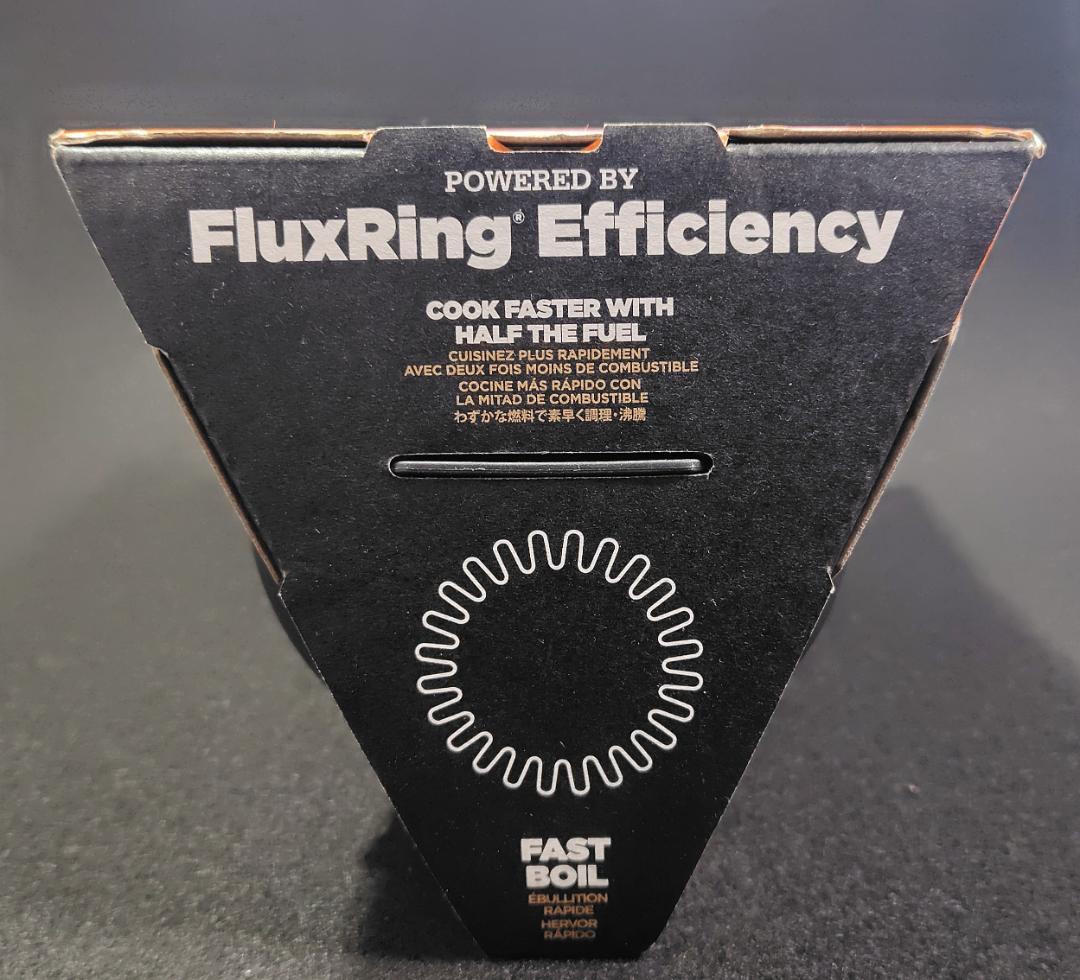 POWERED BY
FluxRing® Efficiency
COOK FASTER WITH
HALF THE FUEL
CUISINEZ PLUS RAPIDEMENT
AVEC DEUX FOIS MOINS DE COMBUSTIBLE
COCINE MÁS RÁPIDO CON
LA MITAD DE COMBUSTIBLE
わずかな燃料で素早く調理・沸騰
FAST
BOIL
ÉBULLITION
RAPIDE
HERVOR
RÁPIDO